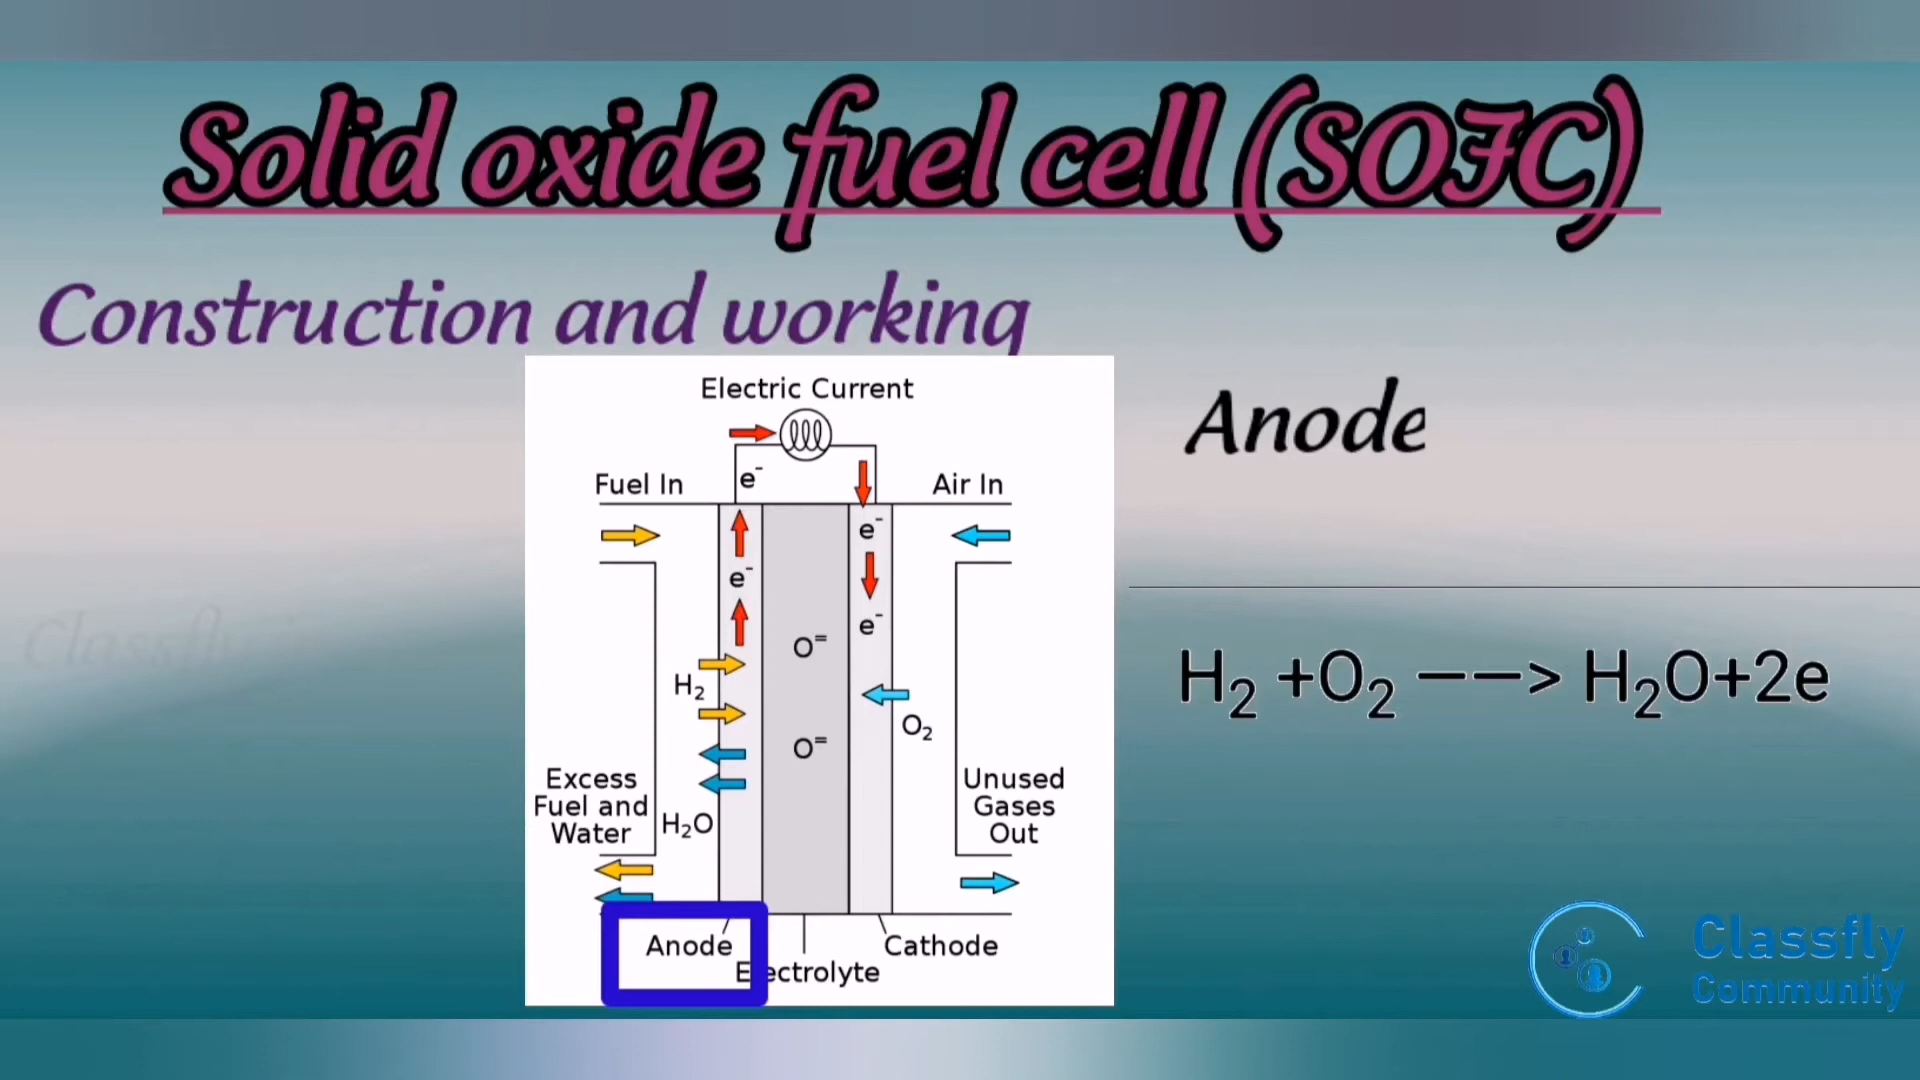 Solid oxide fuel cell (SOFC)
Construction and working
Electric Current
e⁻
Fuel In
Air In
e⁻
e⁻
e⁻
O⁼
H₂
O₂
O⁼
Excess
Fuel and
Water
H₂O
Unused
Gases
Out
Anode
Electrolyte
Cathode
Anode
H₂ +O₂ ––> H₂O+2e
Classfly
Classfly
Community